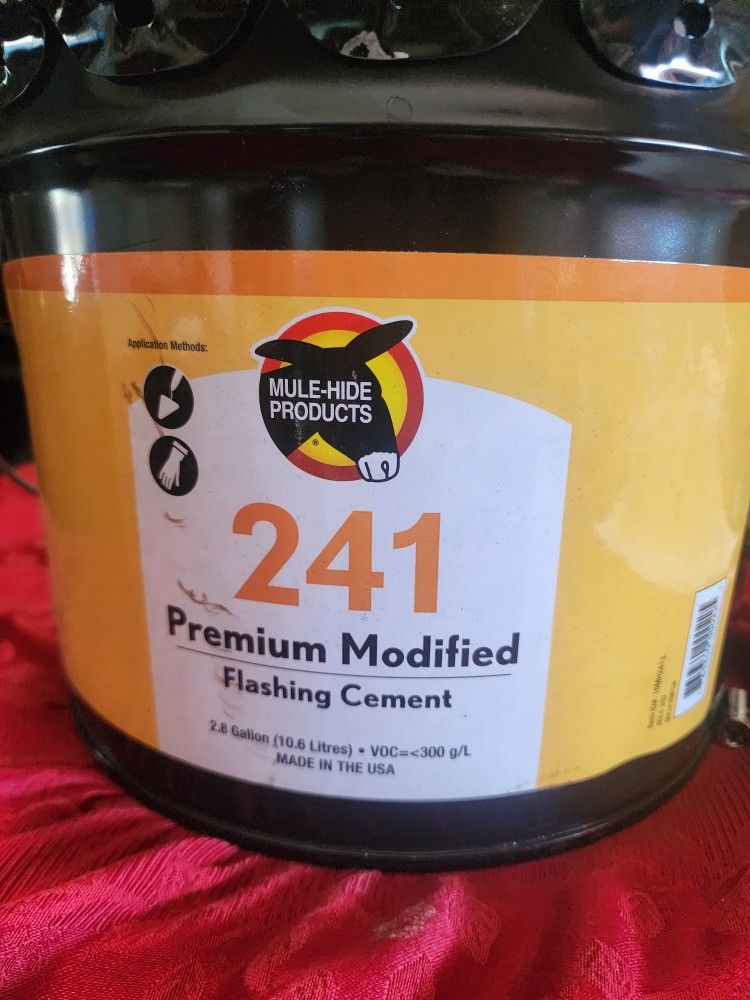 Application Methods:
MULE-HIDE
PRODUCTS
®
241
Premium Modified
Flashing Cement
2.8 Gallon (10.6 Litres) • VOC=<300 g/L
MADE IN THE USA